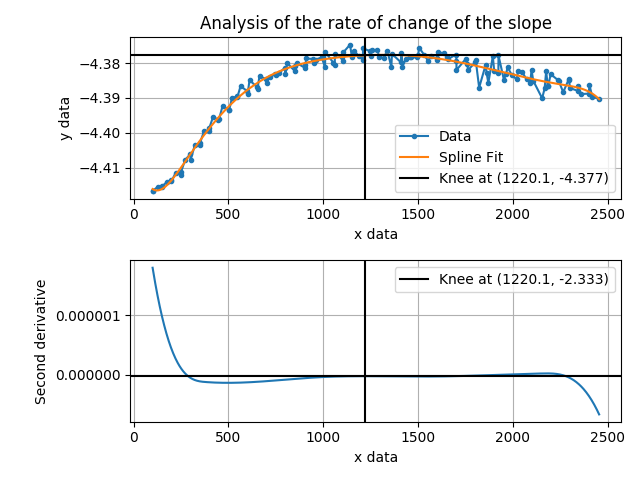 Analysis of the rate of change of the slope
−4.38
−4.39
−4.40
−4.41
y data
Data
Spline Fit
Knee at (1220.1, -4.377)
0
500
1000
1500
2000
2500
x data
Knee at (1220.1, -2.333)
0.000001
0.000000
Second derivative
0
500
1000
1500
2000
2500
x data